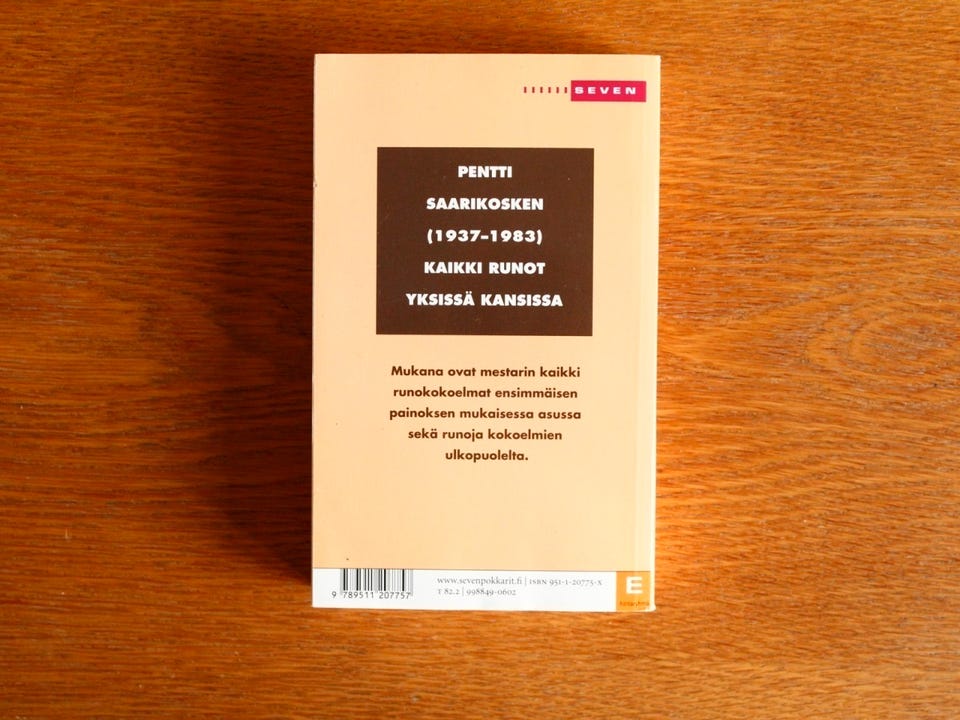 SEVEN
PENTTI
SAARIKOSKEN
(1937–1983)
KAIKKI RUNOT
YKSISSÄ KANSISSA
Mukana ovat mestarin kaikki
runokokoelmat ensimmäisen
painoksen mukaisessa asussa
sekä runoja kokoelmien
ulkopuolelta.
www.sevenpokkarit.fi | ISBN 951-1-20775-X
T 82.2 | 998849-0602
9 789511 207757
E